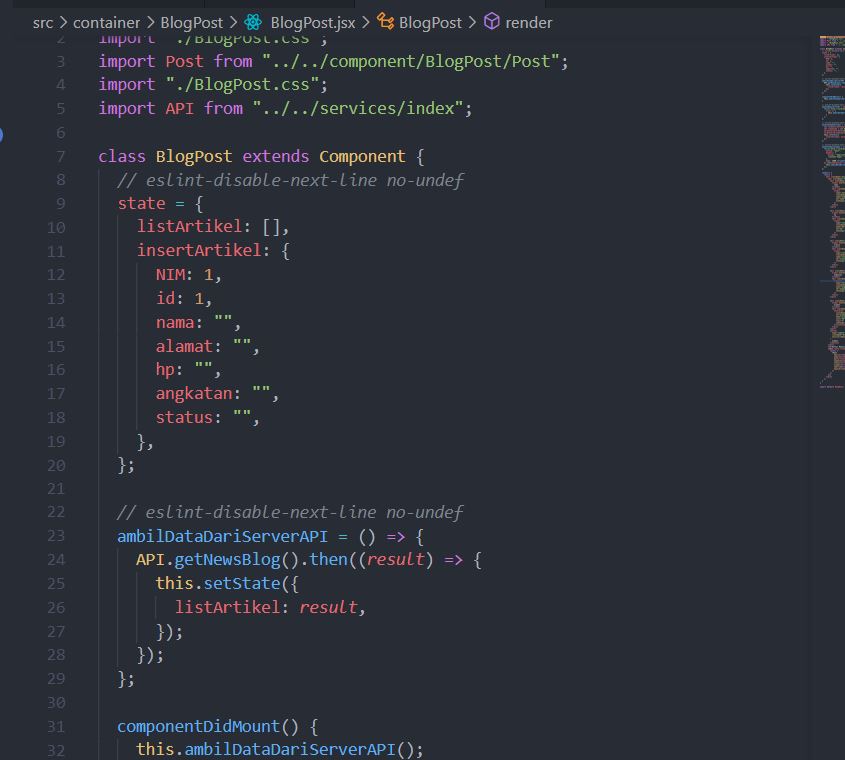 src > container > BlogPost > BlogPost.jsx > BlogPost > render
2 import "./BlogPost.css";
3 import Post from "../../component/BlogPost/Post";
4 import "./BlogPost.css";
5 import API from "../../services/index";
6
7 class BlogPost extends Component {
8 // eslint-disable-next-line no-undef
9 state = {
10 listArtikel: [],
11 insertArtikel: {
12 NIM: 1,
13 id: 1,
14 nama: "",
15 alamat: "",
16 hp: "",
17 angkatan: "",
18 status: "",
19 },
20 };
21
22 // eslint-disable-next-line no-undef
23 ambilDataDariServerAPI = () => {
24 API.getNewsBlog().then((result) => {
25 this.setState({
26 listArtikel: result,
27 });
28 });
29 };
30
31 componentDidMount() {
32 this.ambilDataDariServerAPI();